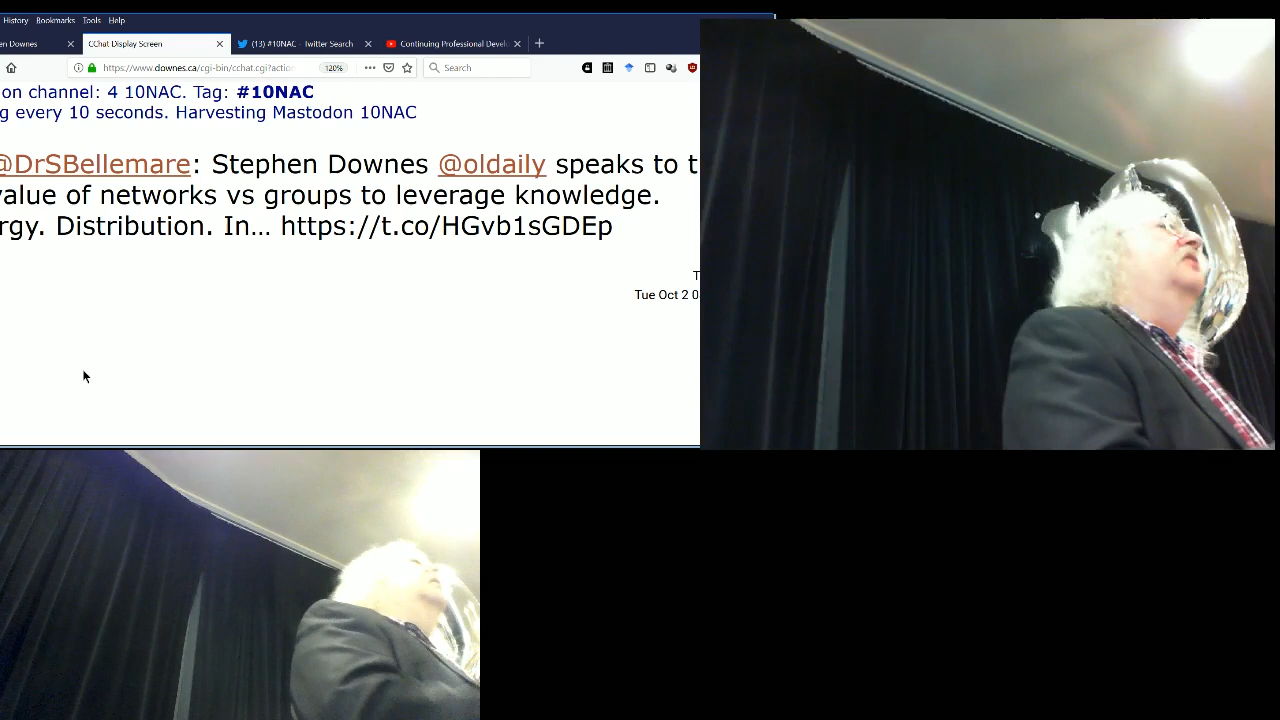 History Bookmarks Tools Help
en Downes CChat Display Screen (13) #10NAC - Twitter Search Continuing Professional Devel
https://www.downes.ca/cgi-bin/cchat.cgi?action 120% Search
on channel: 4 10NAC. Tag: #10NAC
g every 10 seconds. Harvesting Mastodon 10NAC
@DrSBellemare: Stephen Downes @oldaily speaks to t
value of networks vs groups to leverage knowledge.
rgy. Distribution. In... https://t.co/HGvb1sGDEp
T
Tue Oct 2 0